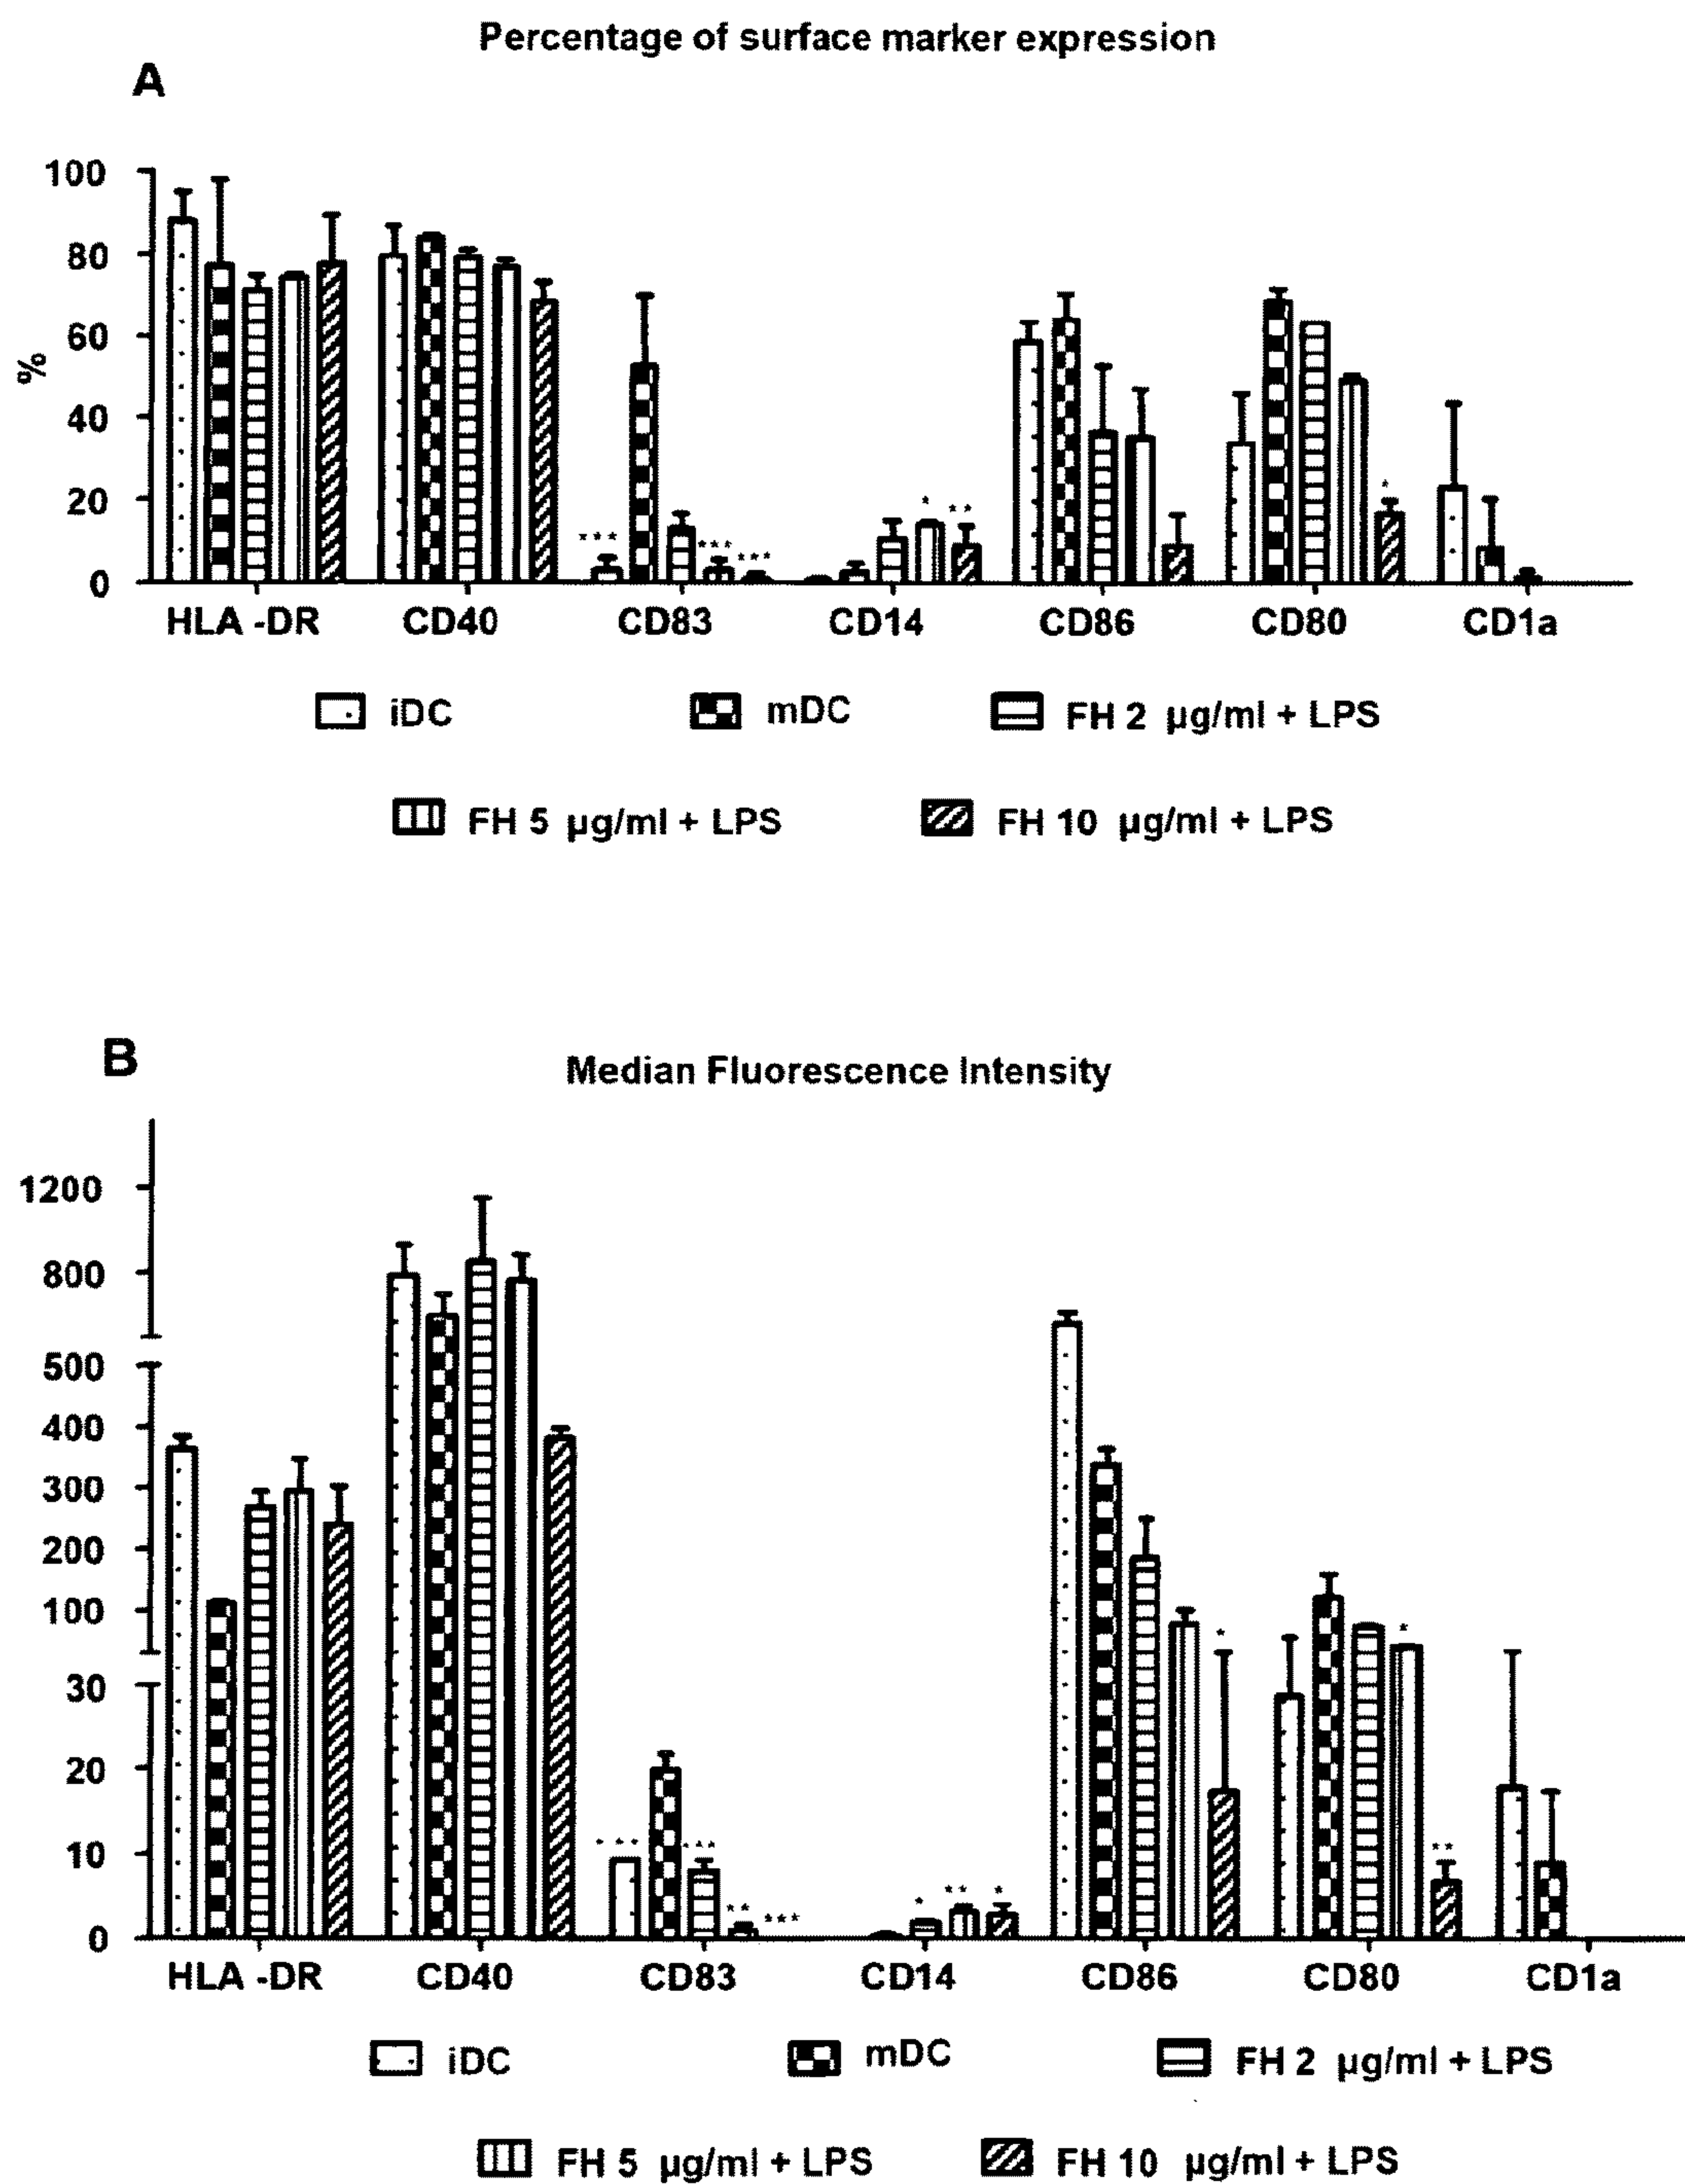 Percentage of surface marker expression
A
100
80
60
40
20
0
%
HLA -DR CD40 CD83 CD14 CD86 CD80 CD1a
*** *** *** * ** *
iDC mDC FH 2 µg/ml + LPS
FH 5 µg/ml + LPS FH 10 µg/ml + LPS
B
Median Fluorescence Intensity
1200
800
500
400
300
200
100
30
20
10
0
*** *** ** *** * ** * * * **
HLA -DR CD40 CD83 CD14 CD86 CD80 CD1a
iDC mDC FH 2 µg/ml + LPS
FH 5 µg/ml + LPS FH 10 µg/ml + LPS